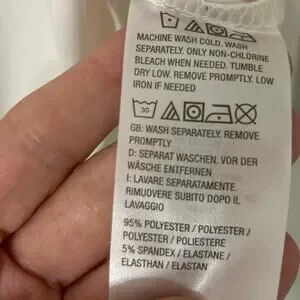 MACHINE WASH COLD. WASH
SEPARATELY. ONLY NON-CHLORINE
BLEACH WHEN NEEDED. TUMBLE
DRY LOW. REMOVE PROMPTLY. LOW
IRON IF NEEDED
30
GB: WASH SEPARATELY. REMOVE
PROMPTLY
D: SEPARAT WASCHEN. VOR DER
WÄSCHE ENTFERNEN
I: LAVARE SEPARATAMENTE.
RIMUOVERE SUBITO DOPO IL
LAVAGGIO
95% POLYESTER / POLYESTER /
POLYESTER / POLIESTERE
5% SPANDEX / ELASTANE /
ELASTHAN / ELASTAN